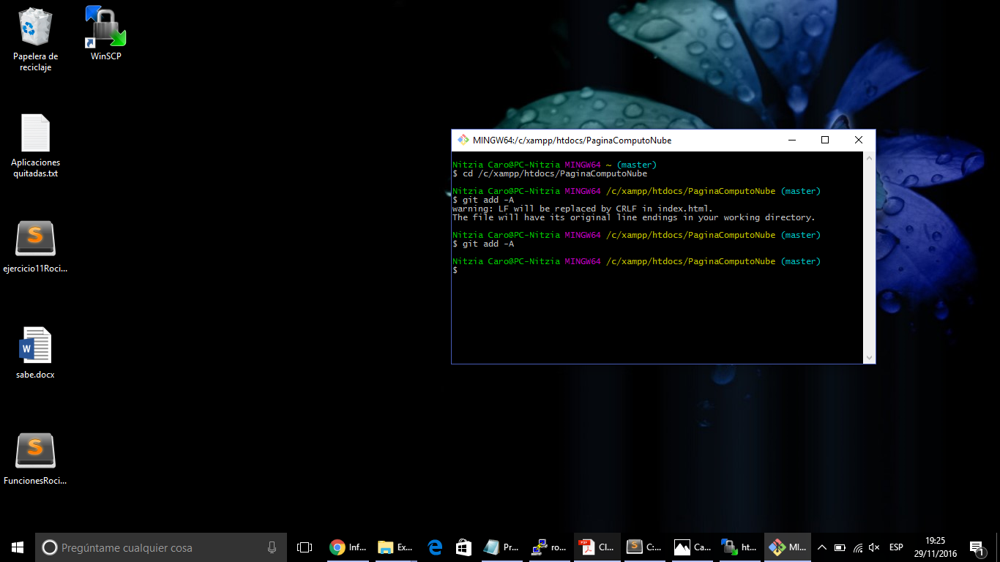 Papelera de
reciclaje
WinSCP
Aplicaciones
quitadas.txt
ejercicio11Roci...
sabe.docx
FuncionesRoci...
MINGW64:/c/xampp/htdocs/PaginaComputoNube
Nitzia Caro@PC-Nitzia MINGW64 ~ (master)
$ cd /c/xampp/htdocs/PaginaComputoNube
Nitzia Caro@PC-Nitzia MINGW64 /c/xampp/htdocs/PaginaComputoNube (master)
$ git add -A
warning: LF will be replaced by CRLF in index.html.
The file will have its original line endings in your working directory.
Nitzia Caro@PC-Nitzia MINGW64 /c/xampp/htdocs/PaginaComputoNube (master)
$ git add -A
Nitzia Caro@PC-Nitzia MINGW64 /c/xampp/htdocs/PaginaComputoNube (master)
$
Pregúntame cualquier cosa
Inf...
Ex...
Pr...
ro...
Cl...
C:...
Ca...
ht...
MI...
ESP
19:25
29/11/2016
1